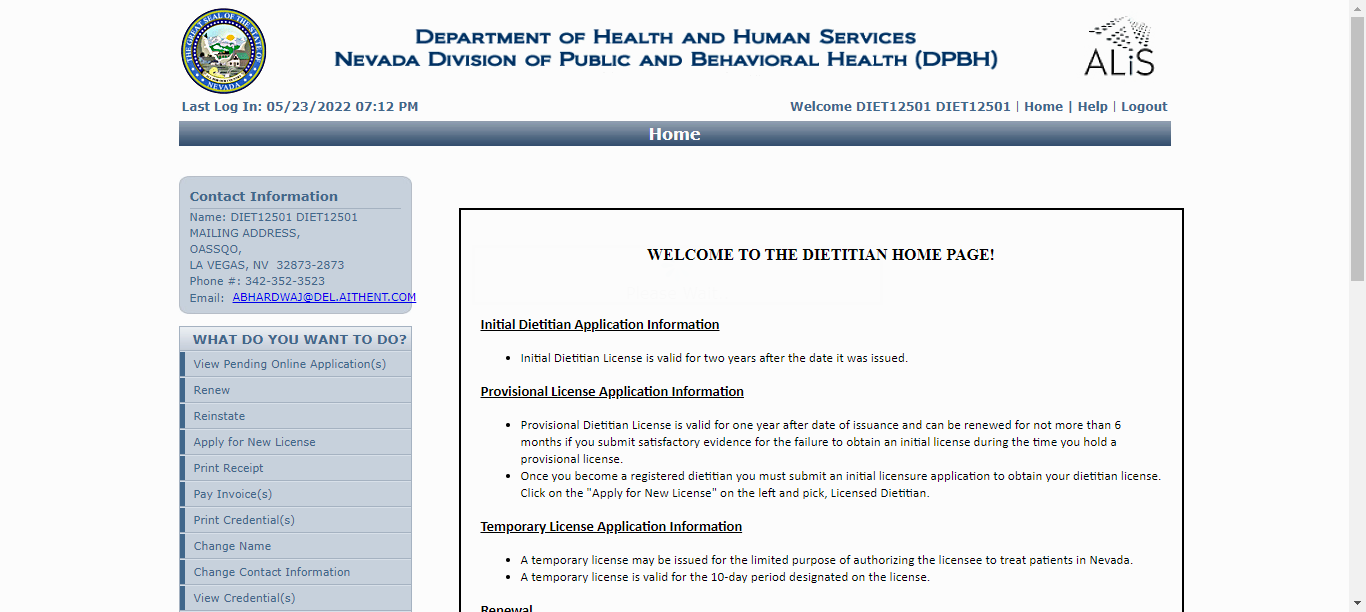 THE GREAT SEAL OF THE STATE OF
NEVADA
DEPARTMENT OF HEALTH AND HUMAN SERVICES
NEVADA DIVISION OF PUBLIC AND BEHAVIORAL HEALTH (DPBH)
ALiS
Last Log In: 05/23/2022 07:12 PM
Welcome DIET12501 DIET12501 | Home | Help | Logout
Home
Contact Information
Name: DIET12501 DIET12501
MAILING ADDRESS,
OASSQO,
LA VEGAS, NV 32873-2873
Phone #: 342-352-3523
Email: ABHARDWAJ@DEL.AITHENT.COM
WHAT DO YOU WANT TO DO?
View Pending Online Application(s)
Renew
Reinstate
Apply for New License
Print Receipt
Pay Invoice(s)
Print Credential(s)
Change Name
Change Contact Information
View Credential(s)
WELCOME TO THE DIETITIAN HOME PAGE!
Initial Dietitian Application Information
• Initial Dietitian License is valid for two years after the date it was issued.
Provisional License Application Information
• Provisional Dietitian License is valid for one year after date of issuance and can be renewed for not more than 6
months if you submit satisfactory evidence for the failure to obtain an initial license during the time you hold a
provisional license.
• Once you become a registered dietitian you must submit an initial licensure application to obtain your dietitian license.
Click on the "Apply for New License" on the left and pick, Licensed Dietitian.
Temporary License Application Information
• A temporary license may be issued for the limited purpose of authorizing the licensee to treat patients in Nevada.
• A temporary license is valid for the 10-day period designated on the license.
Renewal